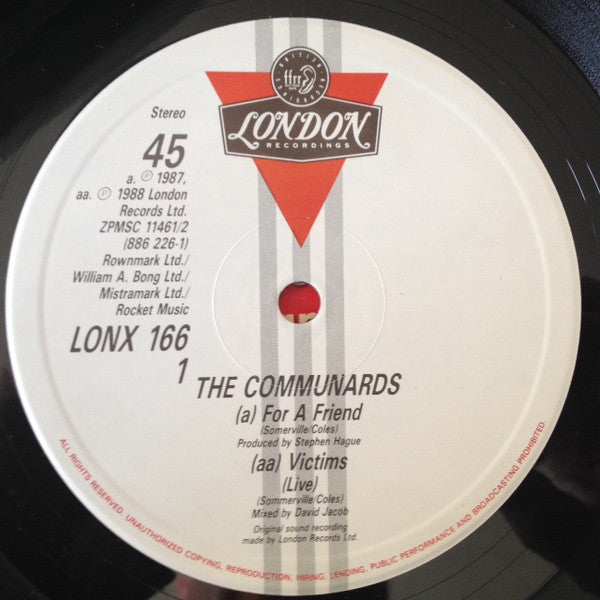 BRITISH
ffrr
LONDON
RECORDINGS
Stereo
45
a. ℗ 1987,
aa. ℗ 1988 London
Records Ltd.
ZPMSC 11461/2
(886 226-1)
Rownmark Ltd./
William A. Bong Ltd./
Mistramark Ltd./
Rocket Music
LONX 166
1
THE COMMUNARDS
(a) For A Friend
(Somerville/Coles)
Produced by Stephen Hague
(aa) Victims
(Live)
(Sommerville/Coles)
Mixed by David Jacob
Original sound recording
made by London Records Ltd.
ALL RIGHTS RESERVED. UNAUTHORIZED COPYING, REPRODUCTION, HIRING, LENDING, PUBLIC PERFORMANCE AND BROADCASTING PROHIBITED.